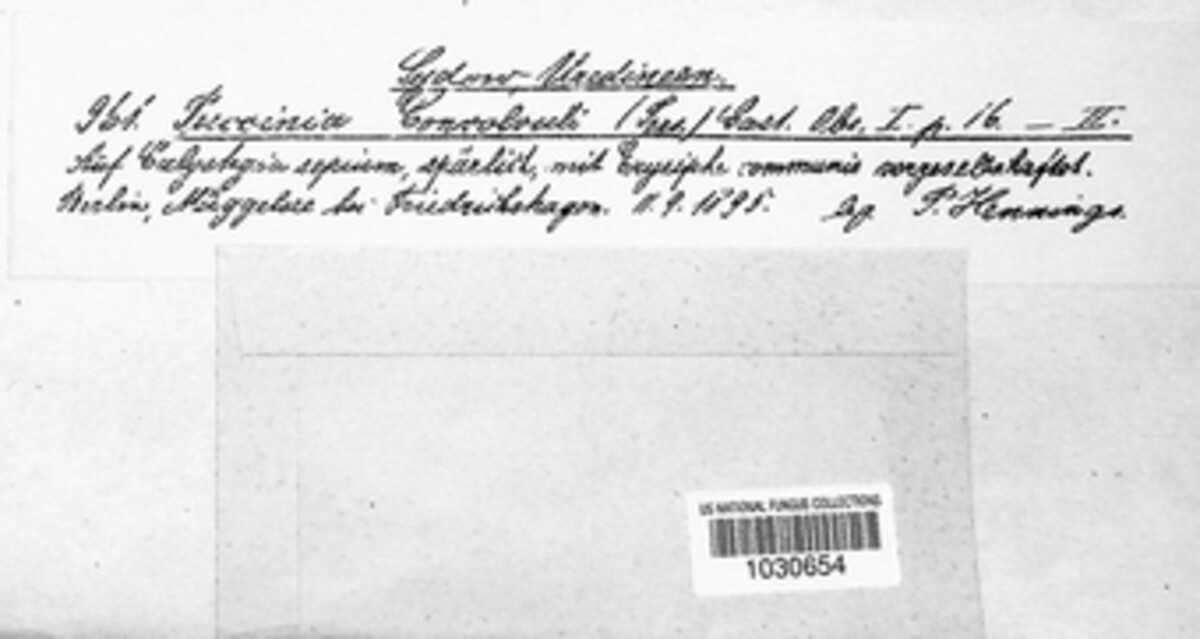 Sydow, Uredineen.
961. Puccinia Convolvuli (Pers.) Cast. Obs. I. p. 16. — III.
Auf Calystegia sepium, spärlich, mit Erysiphe communis vergesellschaftet.
Berlin, Müggelsee bei Friedrichshagen. 11.9.1895. P. Hennings.
US NATIONAL FUNGUS COLLECTIONS
1030654